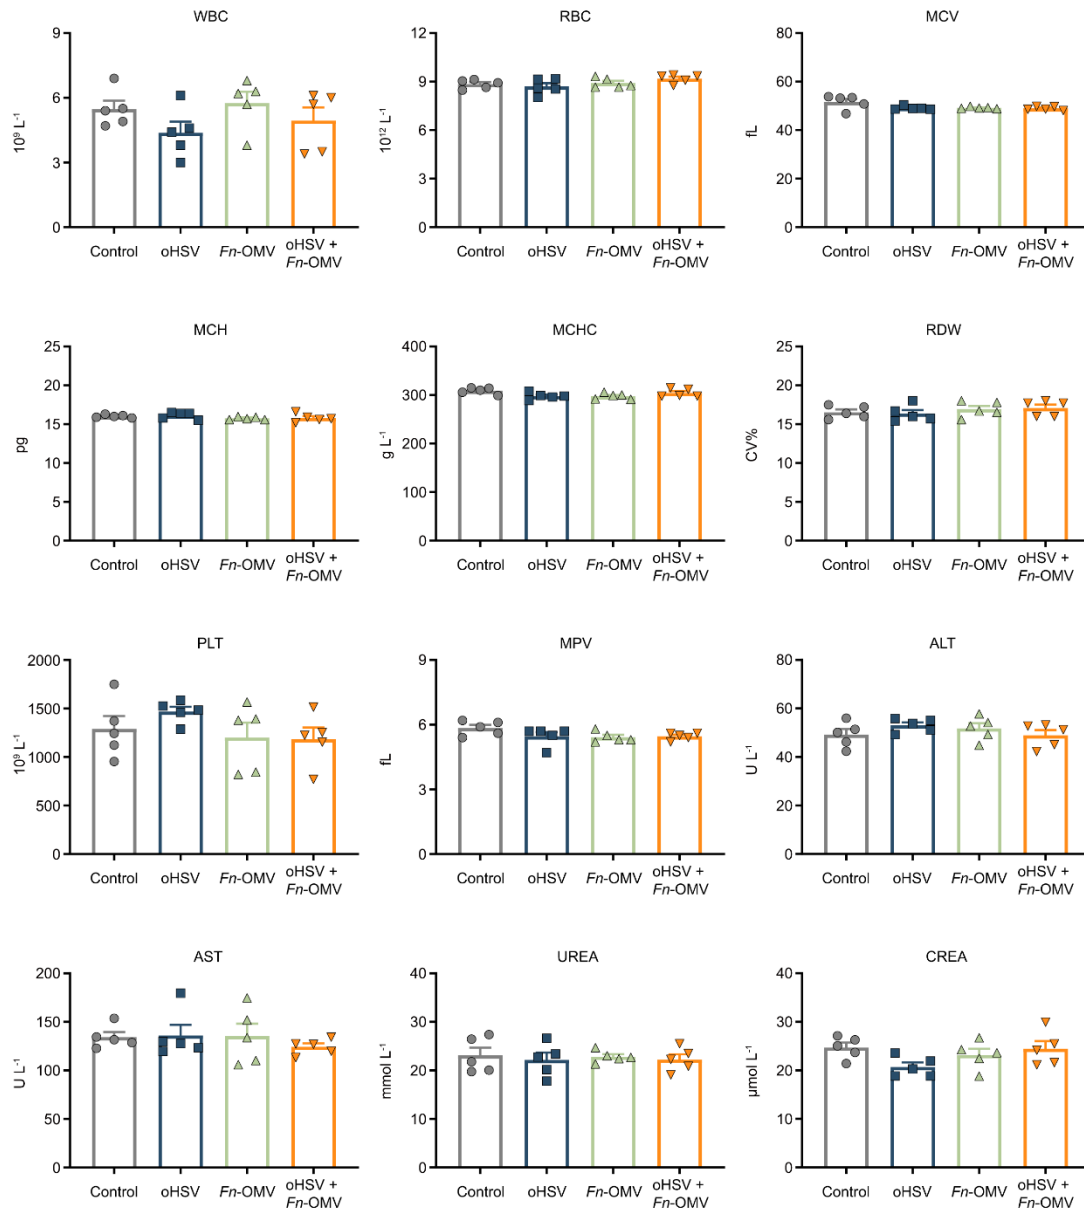 WBC
9
6
3
0
10⁹ L⁻¹
Control
oHSV
Fn-OMV
oHSV +
Fn-OMV
RBC
12
9
6
3
0
10¹² L⁻¹
Control
oHSV
Fn-OMV
oHSV +
Fn-OMV
MCV
80
60
40
20
0
fL
Control
oHSV
Fn-OMV
oHSV +
Fn-OMV
MCH
25
20
15
10
5
0
pg
Control
oHSV
Fn-OMV
oHSV +
Fn-OMV
MCHC
400
300
200
100
0
g L⁻¹
Control
oHSV
Fn-OMV
oHSV +
Fn-OMV
RDW
25
20
15
10
5
0
CV%
Control
oHSV
Fn-OMV
oHSV +
Fn-OMV
PLT
2000
1500
1000
500
0
10⁹ L⁻¹
Control
oHSV
Fn-OMV
oHSV +
Fn-OMV
MPV
9
6
3
0
fL
Control
oHSV
Fn-OMV
oHSV +
Fn-OMV
ALT
80
60
40
20
0
U L⁻¹
Control
oHSV
Fn-OMV
oHSV +
Fn-OMV
AST
200
150
100
50
0
U L⁻¹
Control
oHSV
Fn-OMV
oHSV +
Fn-OMV
UREA
40
30
20
10
0
mmol L⁻¹
Control
oHSV
Fn-OMV
oHSV +
Fn-OMV
CREA
40
30
20
10
0
µmol L⁻¹
Control
oHSV
Fn-OMV
oHSV +
Fn-OMV